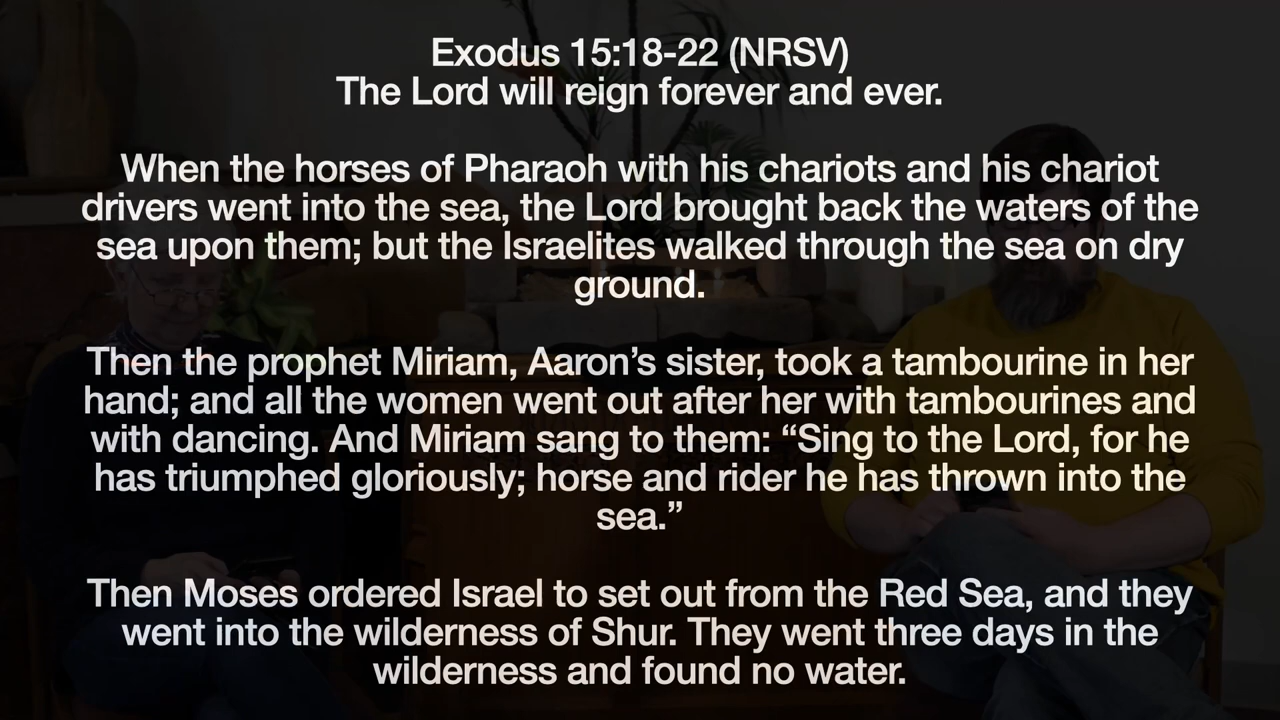 Exodus 15:18-22 (NRSV)
The Lord will reign forever and ever.
When the horses of Pharaoh with his chariots and his chariot
drivers went into the sea, the Lord brought back the waters of the
sea upon them; but the Israelites walked through the sea on dry
ground.
Then the prophet Miriam, Aaron’s sister, took a tambourine in her
hand; and all the women went out after her with tambourines and
with dancing. And Miriam sang to them: “Sing to the Lord, for he
has triumphed gloriously; horse and rider he has thrown into the
sea.”
Then Moses ordered Israel to set out from the Red Sea, and they
went into the wilderness of Shur. They went three days in the
wilderness and found no water.